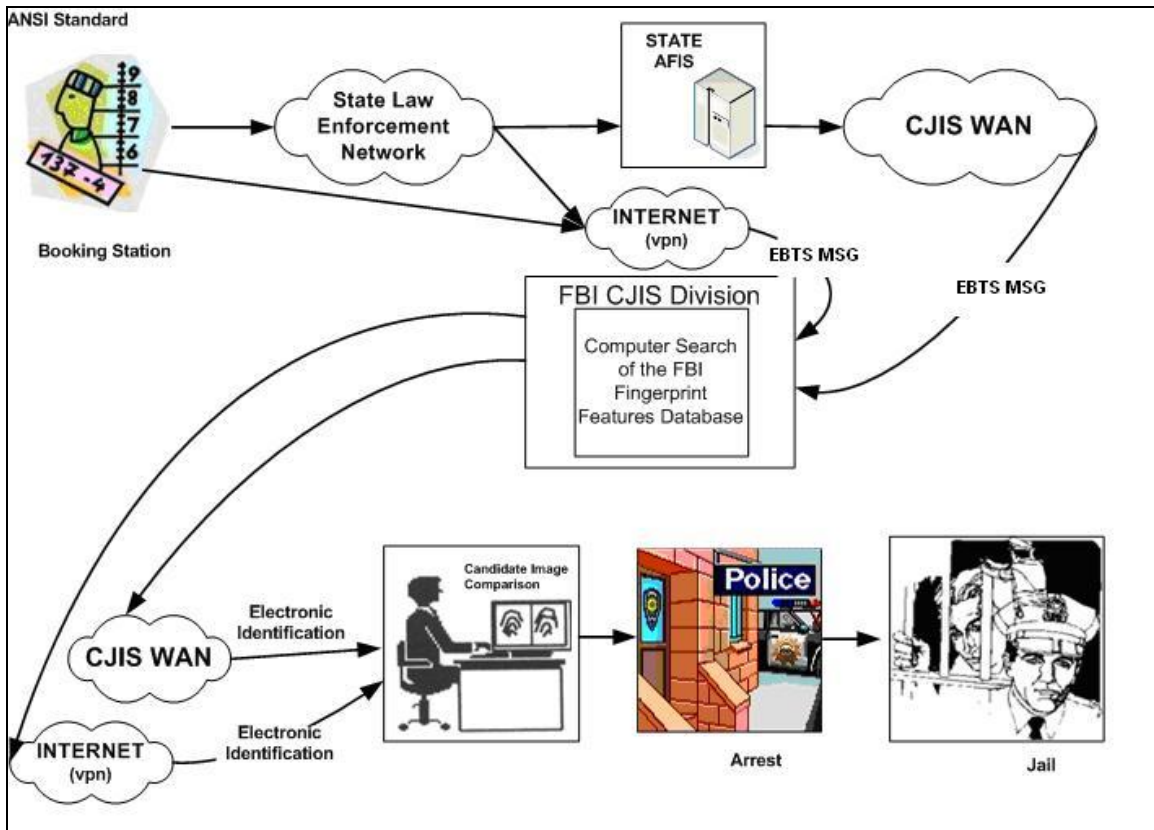 ANSI Standard
9
8
7
6
137-4
Booking Station
State Law
Enforcement
Network
STATE
AFIS
CJIS WAN
INTERNET
(vpn)
EBTS MSG
EBTS MSG
FBI CJIS Division
Computer Search
of the FBI
Fingerprint
Features Database
CJIS WAN
Electronic
Identification
INTERNET
(vpn)
Electronic
Identification
Candidate Image
Comparison
Police
Arrest
Jail